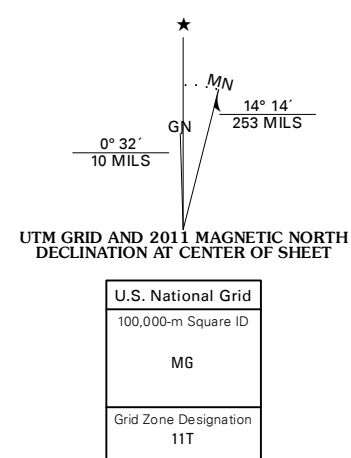 ★
MN
GN
14° 14´
253 MILS
0° 32´
10 MILS
UTM GRID AND 2011 MAGNETIC NORTH
DECLINATION AT CENTER OF SHEET
U.S. National Grid
100,000-m Square ID
MG
Grid Zone Designation
11T